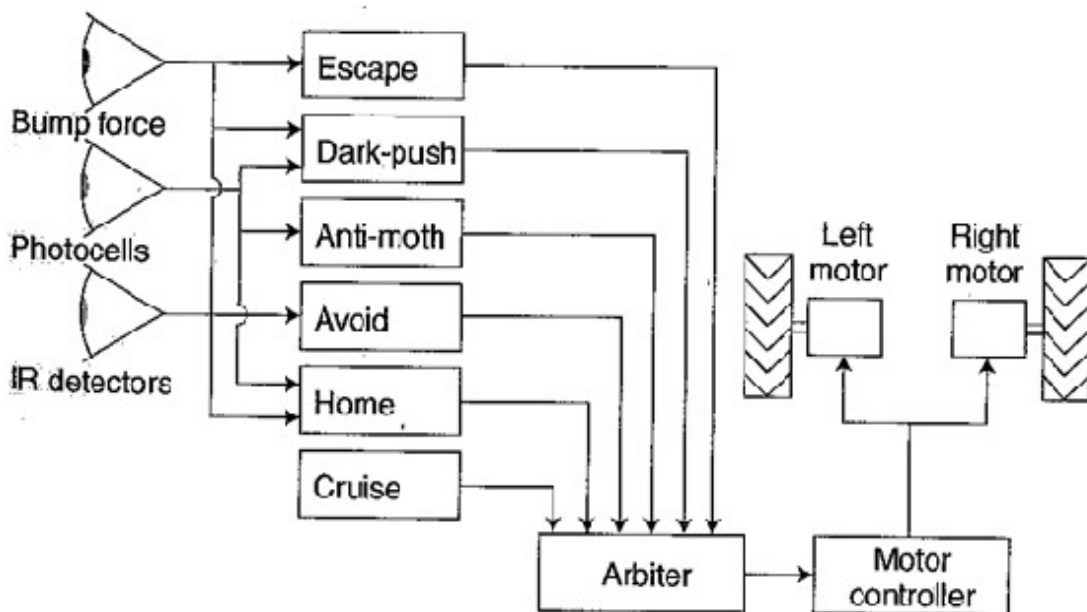 Escape
Bump force
Dark-push
Photocells
Anti-moth
Left
motor
Right
motor
Avoid
IR detectors
Home
Cruise
Arbiter
Motor
controller